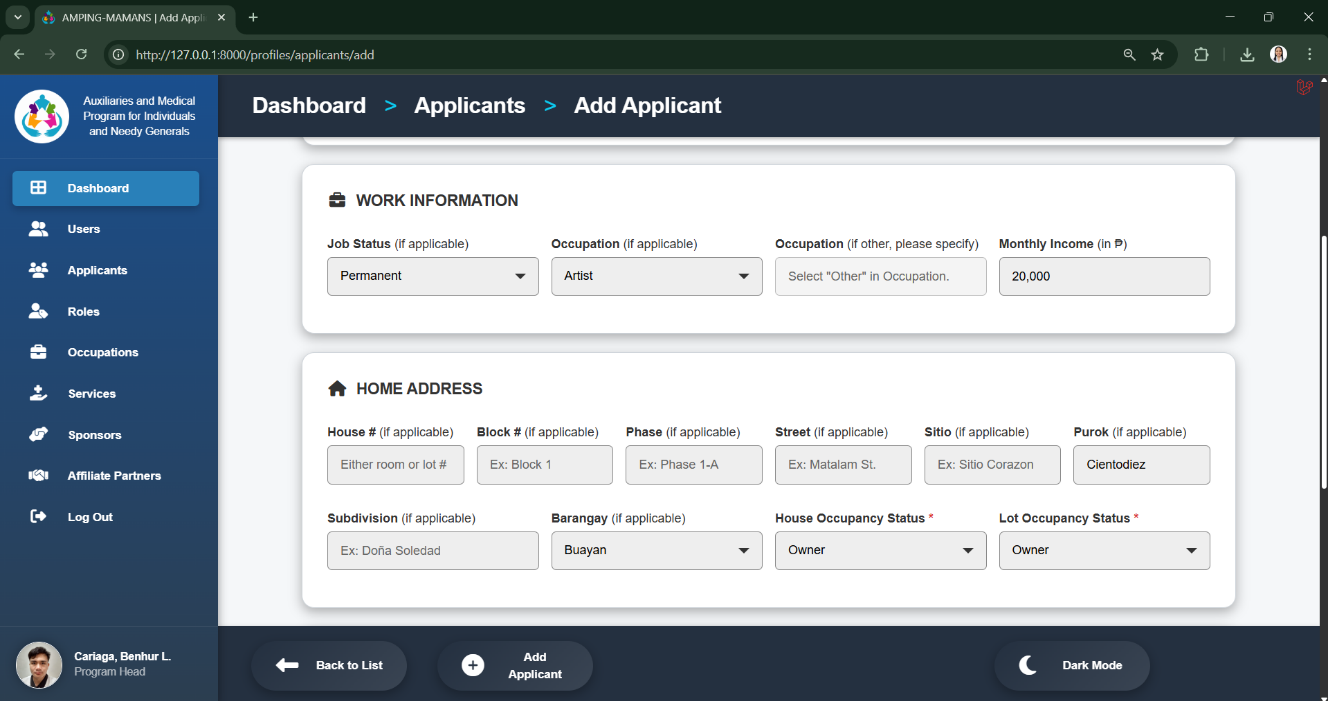 AMPING-MAMANS | Add Appli
http://127.0.0.1:8000/profiles/applicants/add
Auxiliaries and Medical
Program for Individuals
and Needy Generals
Dashboard > Applicants > Add Applicant
Dashboard
Users
Applicants
Roles
Occupations
Services
Sponsors
Affiliate Partners
Log Out
Cariaga, Benhur L.
Program Head
WORK INFORMATION
Job Status (if applicable) Occupation (if applicable) Occupation (if other, please specify) Monthly Income (in ₱)
Permanent Artist Select "Other" in Occupation. 20,000
HOME ADDRESS
House # (if applicable) Block # (if applicable) Phase (if applicable) Street (if applicable) Sitio (if applicable) Purok (if applicable)
Either room or lot # Ex: Block 1 Ex: Phase 1-A Ex: Matalam St. Ex: Sitio Corazon Cientodiez
Subdivision (if applicable) Barangay (if applicable) House Occupancy Status * Lot Occupancy Status *
Ex: Doña Soledad Buayan Owner Owner
Back to List
Add
Applicant
Dark Mode